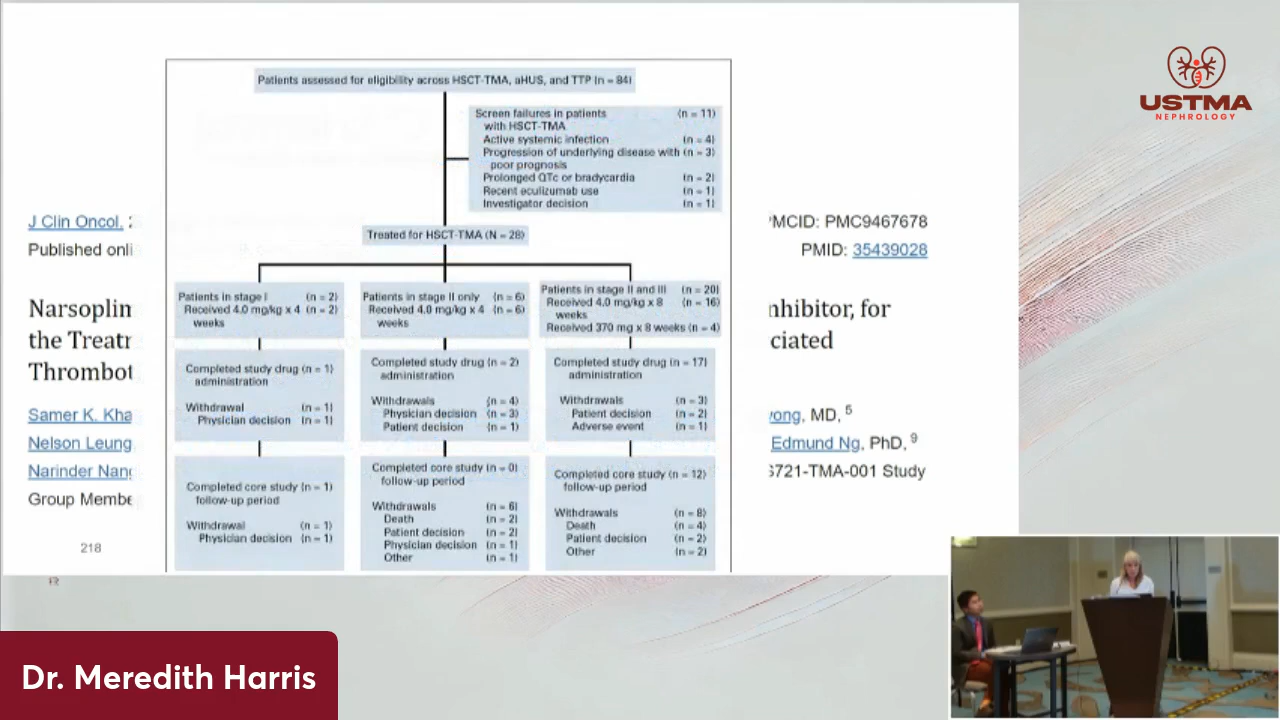 Patients assessed for eligibility across HSCT-TMA, aHUS, and TTP (n = 84)
Screen failures in patients (n = 11)
with HSCT-TMA
Active systemic infection (n = 4)
Progression of underlying disease with (n = 3)
poor prognosis
Prolonged QTc or bradycardia (n = 2)
Recent eculizumab use (n = 1)
Investigator decision (n = 1)
Treated for HSCT-TMA (N = 28)
Patients in stage I (n = 2)
Received 4.0 mg/kg x 4 (n = 2)
weeks
Patients in stage II only (n = 6)
Received 4.0 mg/kg x 4 (n = 6)
weeks
Patients in stage II and III (n = 20)
Received 4.0 mg/kg x 8 (n = 16)
weeks
Received 370 mg x 8 weeks (n = 4)
Completed study drug (n = 1)
administration
Withdrawal (n = 1)
Physician decision (n = 1)
Completed study drug (n = 2)
administration
Withdrawals (n = 4)
Physician decision (n = 3)
Patient decision (n = 1)
Completed study drug (n = 17)
administration
Withdrawals (n = 3)
Patient decision (n = 2)
Adverse event (n = 1)
Completed core study (n = 1)
follow-up period
Withdrawal (n = 1)
Physician decision (n = 1)
Completed core study (n = 0)
follow-up period
Withdrawals (n = 6)
Death (n = 2)
Patient decision (n = 2)
Physician decision (n = 1)
Other (n = 1)
Completed core study (n = 12)
follow-up period
Withdrawals (n = 8)
Death (n = 4)
Patient decision (n = 2)
Other (n = 2)
J Clin Oncol.
Published onli
Narsoplim
the Treatr
Thrombot
Samer K. Kha
Nelson Leung
Narinder Nang
Group Membe
218
PMCID: PMC9467678
PMID: 35439028
nhibitor, for
ciated
ong, MD, 5
Edmund Ng, PhD, 9
S721-TMA-001 Study
USTMA
NEPHROLOGY
Dr. Meredith Harris